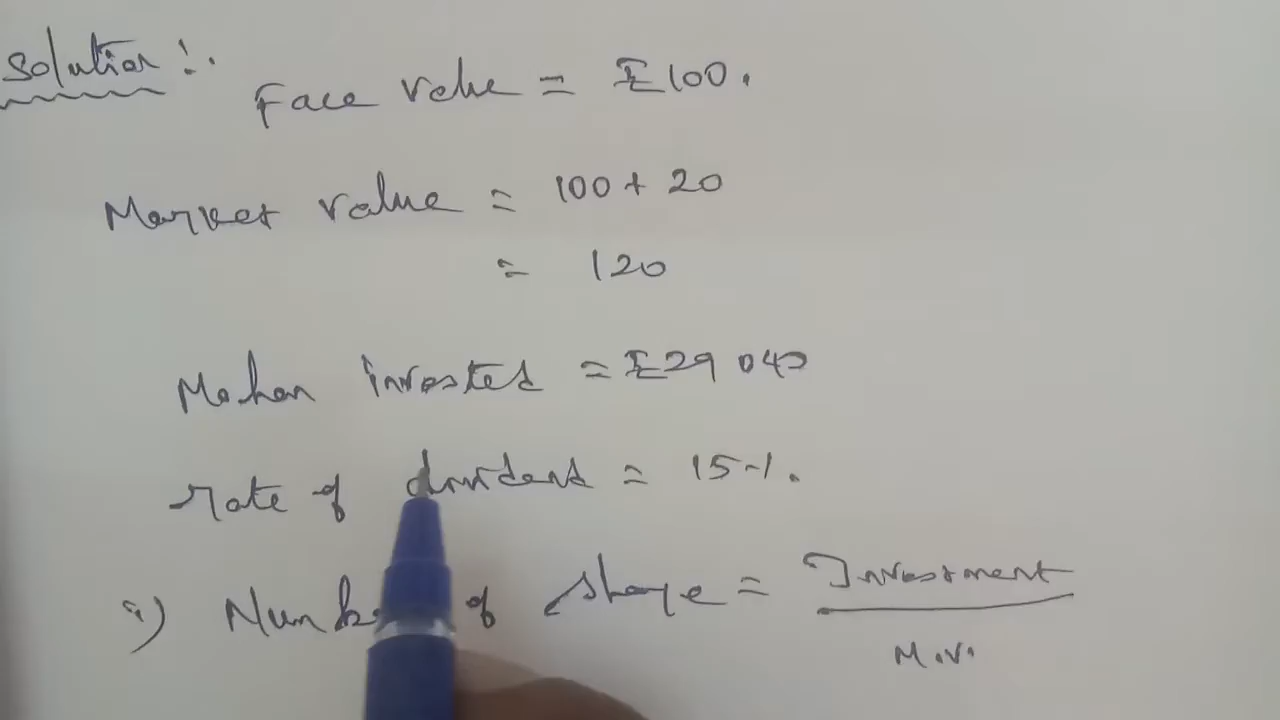 Solution :.
Face value = ₹100.
Market value = 100 + 20
= 120
Mohan invested = ₹29 040
rate of dividend = 15%.
i) Number of share = Investment
M.V.